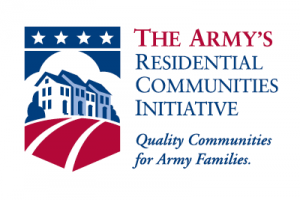 THE ARMY'S
RESIDENTIAL
COMMUNITIES
INITIATIVE
Quality Communities
for Army Families.